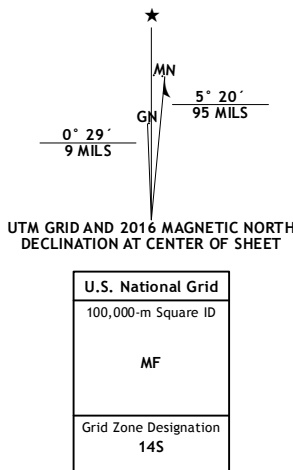 ★
MN
GN
5° 20´
95 MILS
0° 29´
9 MILS
UTM GRID AND 2016 MAGNETIC NORTH
DECLINATION AT CENTER OF SHEET
U.S. National Grid
100,000-m Square ID
MF
Grid Zone Designation
14S